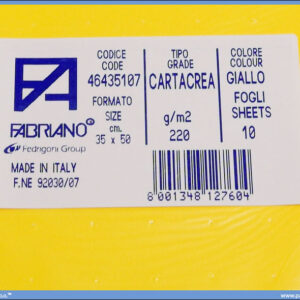 FABRIANO®
Fedrigoni Group
MADE IN ITALY
F.NE 92030/07
CODICE
CODE
46435107
FORMATO
SIZE
cm.
35 x 50
TIPO
GRADE
CARTACREA
g/m2
220
COLORE
COLOUR
GIALLO
FOGLI
SHEETS
10
8 001348 127604